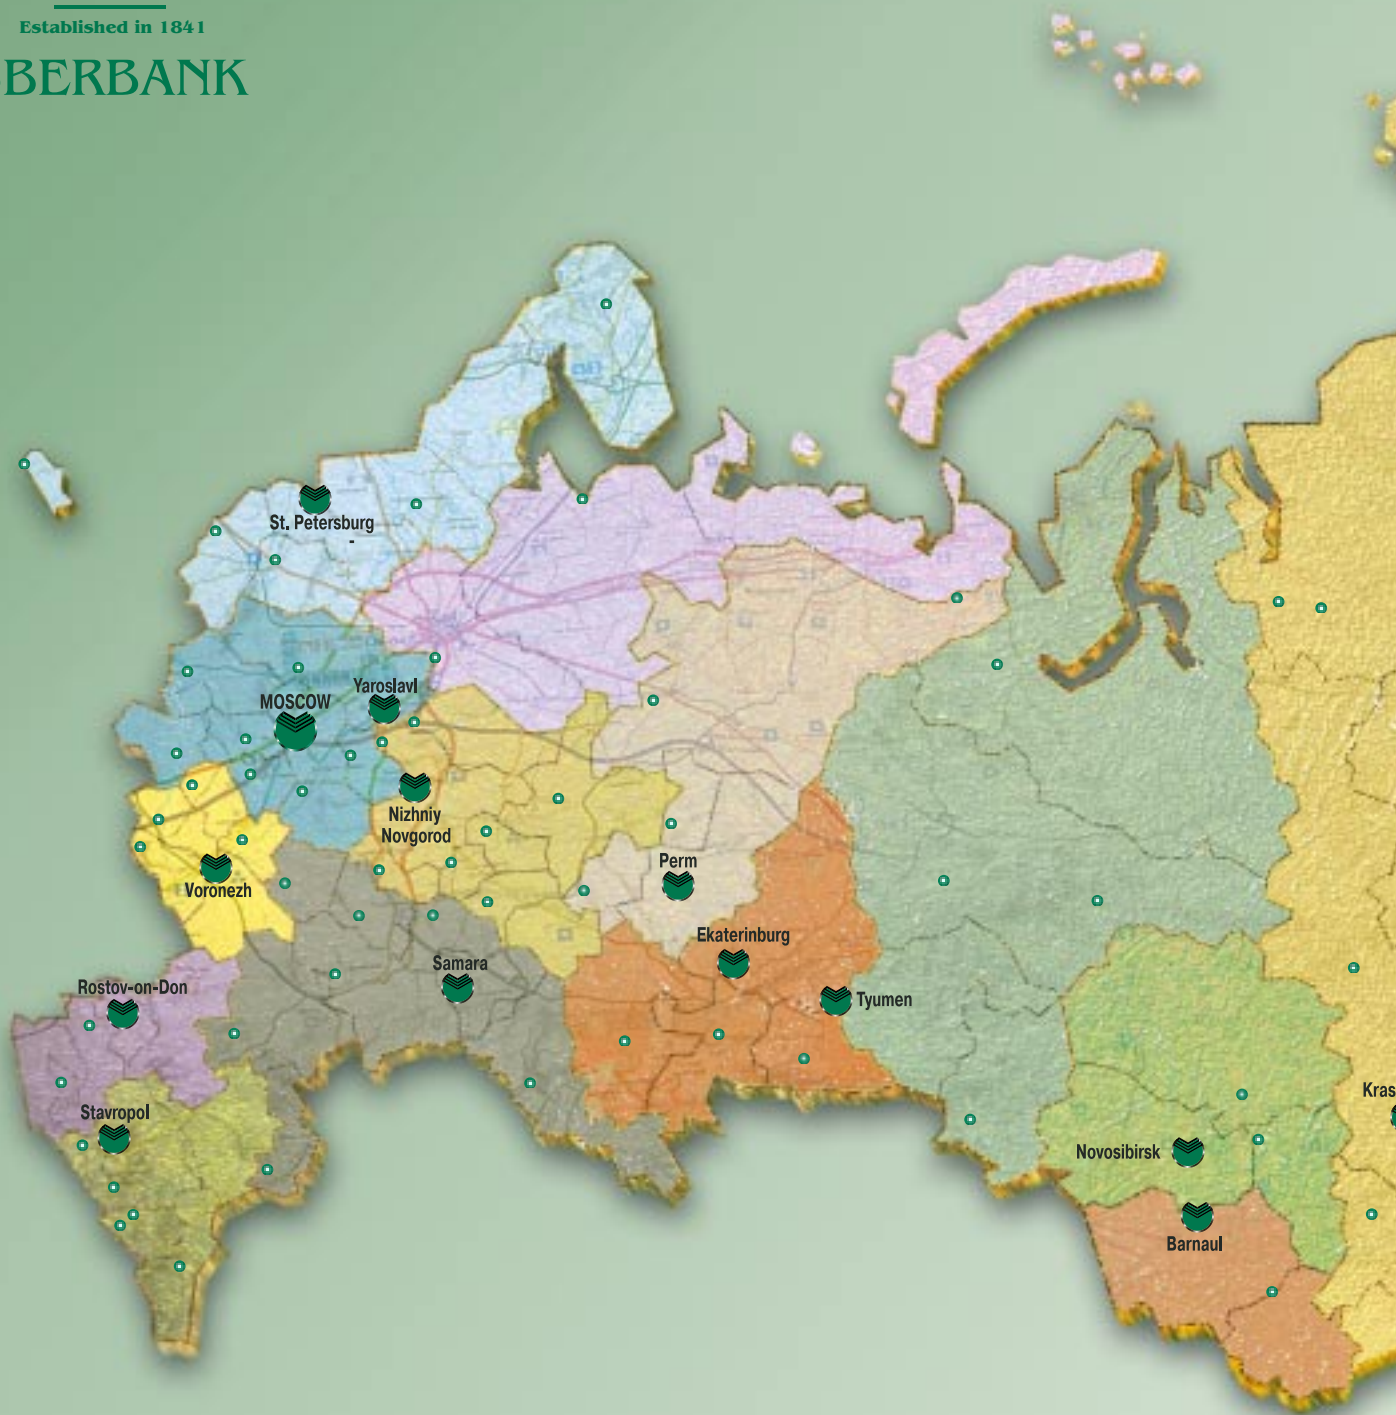 Established in 1841
BERBANK
St. Petersburg
-
Yaroslavl
MOSCOW
Nizhniy
Novgorod
Perm
Voronezh
Ekaterinburg
Samara
Rostov-on-Don
Tyumen
Kras
Stavropol
Novosibirsk
Barnaul